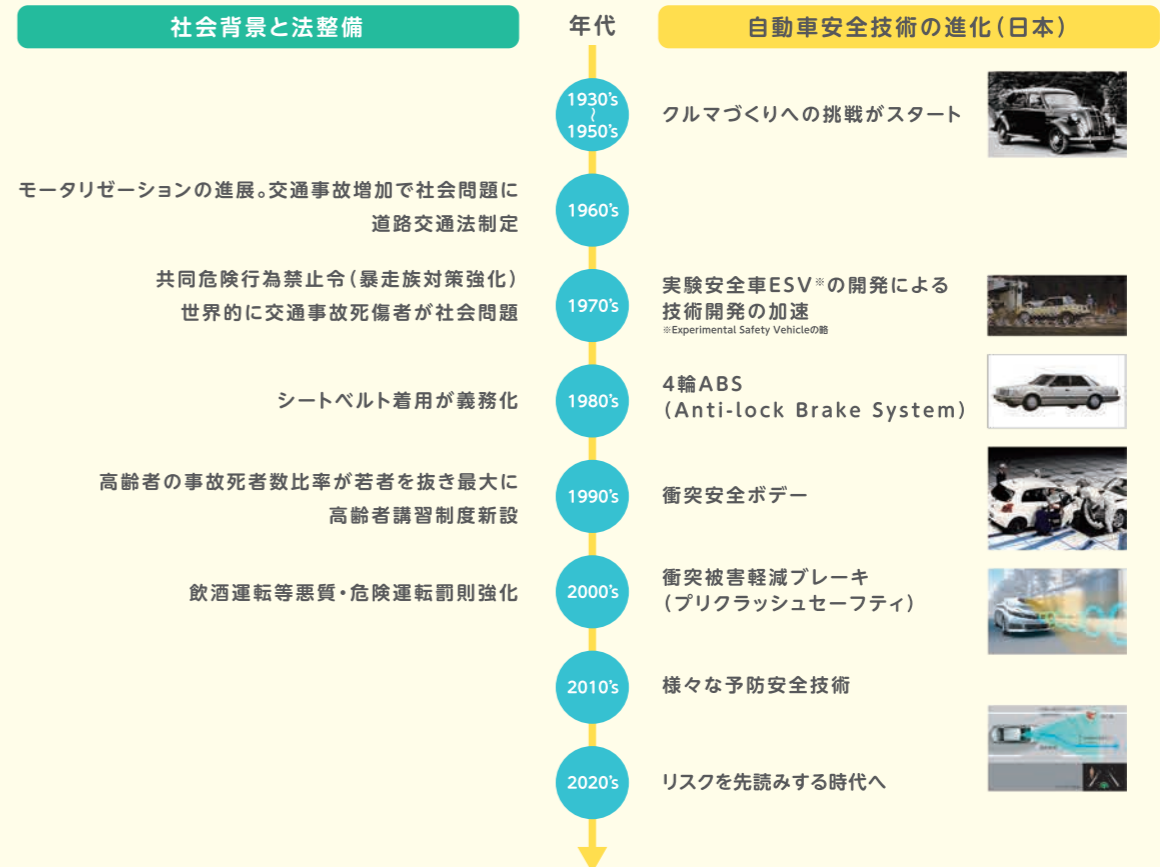 社会背景と法整備
年代
自動車安全技術の進化(日本)
1930's
〜
1950's
クルマづくりへの挑戦がスタート
モータリゼーションの進展。交通事故増加で社会問題に
道路交通法制定
1960's
共同危険行為禁止令(暴走族対策強化)
世界的に交通事故死傷者が社会問題
1970's
実験安全車ESV※の開発による
技術開発の加速
※Experimental Safety Vehicleの略
シートベルト着用が義務化
1980's
4輪ABS
(Anti-lock Brake System)
高齢者の事故死者数比率が若者を抜き最大に
高齢者講習制度新設
1990's
衝突安全ボデー
飲酒運転等悪質・危険運転罰則強化
2000's
衝突被害軽減ブレーキ
(プリクラッシュセーフティ)
2010's
様々な予防安全技術
2020's
リスクを先読みする時代へ